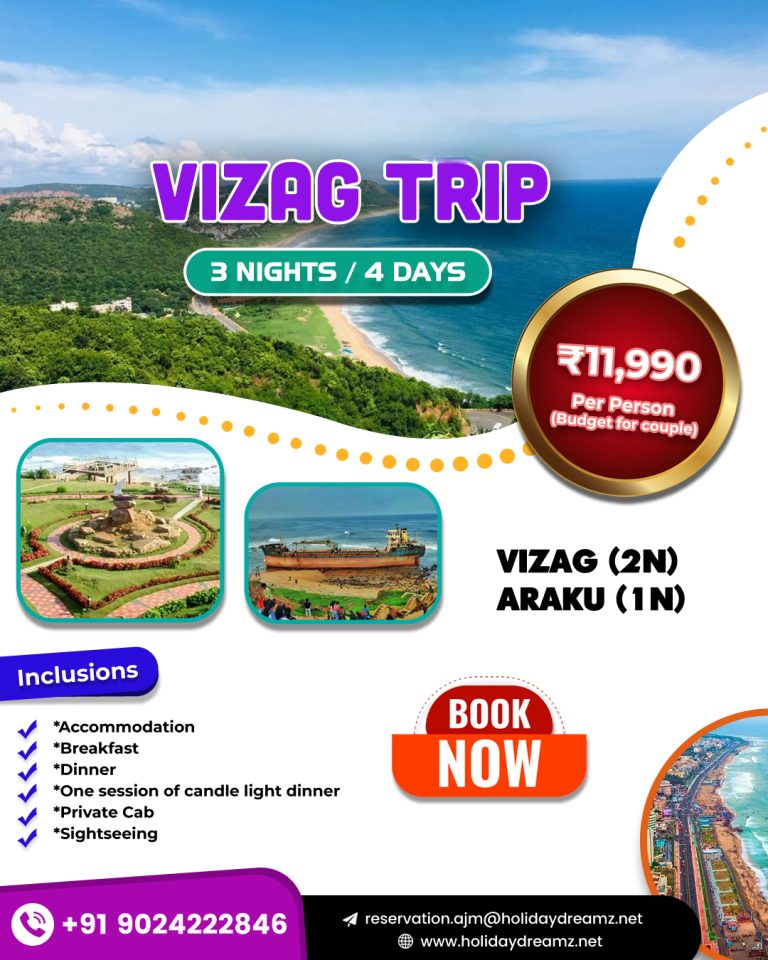 VIZAG TRIP
3 NIGHTS / 4 DAYS
₹11,990
Per Person
(Budget for couple)
VIZAG (2N)
ARAKU (1N)
Inclusions
*Accommodation
*Breakfast
*Dinner
*One session of candle light dinner
*Private Cab
*Sightseeing
BOOK
NOW
+91 9024222846
reservation.ajm@holidaydreamz.net
www.holidaydreamz.net